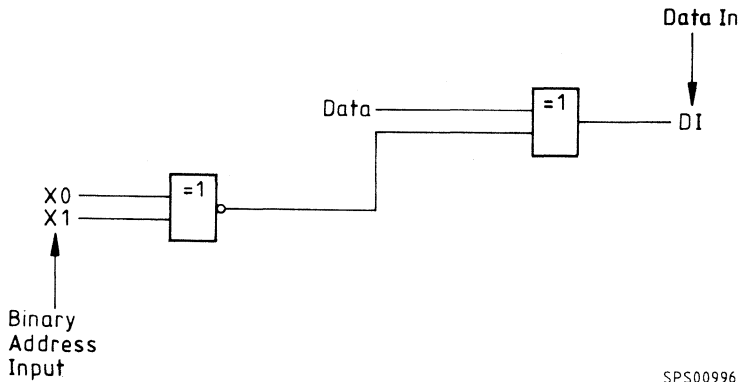 Data In
Data
=1
DI
X0
X1
=1
Binary
Address
Input
SPS00996